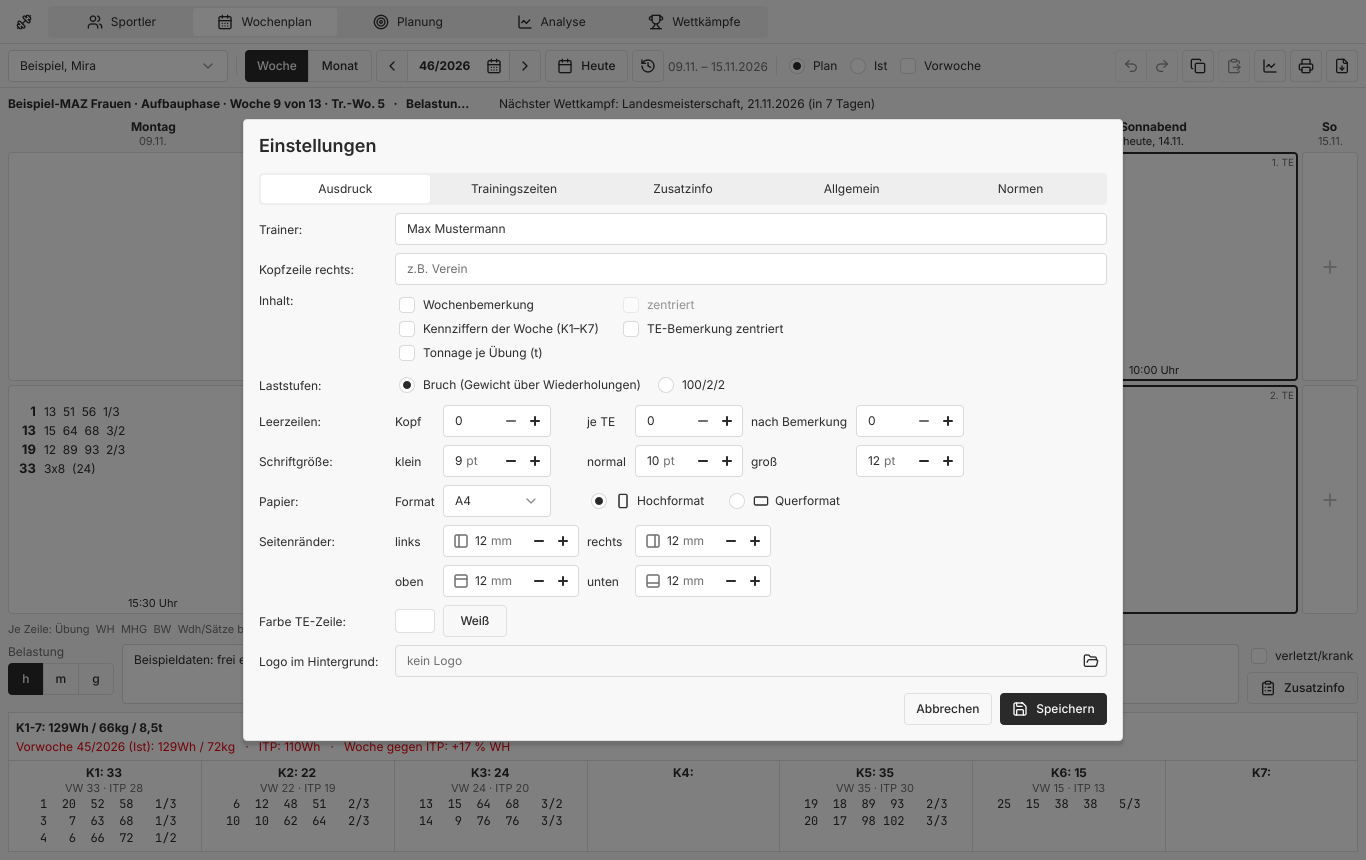 Sportler
Wochenplan
Planung
Analyse
Wettkämpfe
Beispiel, Mira
Woche
Monat
46/2026
Heute
09.11. – 15.11.2026
Plan
Ist
Vorwoche
Beispiel-MAZ Frauen · Aufbauphase · Woche 9 von 13 · Tr.-Wo. 5 · Belastun...
Nächster Wettkampf: Landesmeisterschaft, 21.11.2026 (in 7 Tagen)
Montag
09.11.
Sonnabend
heute, 14.11.
So
15.11.
1. TE
10:00 Uhr
2. TE
1 13 51 56 1/3
13 15 64 68 3/2
19 12 89 93 2/3
33 3x8 (24)
15:30 Uhr
Einstellungen
Ausdruck
Trainingszeiten
Zusatzinfo
Allgemein
Normen
Trainer:
Max Mustermann
Kopfzeile rechts:
z.B. Verein
Inhalt:
Wochenbemerkung
zentriert
Kennziffern der Woche (K1–K7)
TE-Bemerkung zentriert
Tonnage je Übung (t)
Laststufen:
Bruch (Gewicht über Wiederholungen)
100/2/2
Leerzeilen:
Kopf
0
je TE
0
nach Bemerkung
0
Schriftgröße:
klein
9 pt
normal
10 pt
groß
12 pt
Papier:
Format
A4
Hochformat
Querformat
Seitenränder:
links
12 mm
rechts
12 mm
oben
12 mm
unten
12 mm
Farbe TE-Zeile:
Weiß
Logo im Hintergrund:
kein Logo
Abbrechen
Speichern
Je Zeile: Übung WH MHG BW Wdh/Sätze
Belastung
h
m
g
Beispieldaten: frei
verletzt/krank
Zusatzinfo
K1-7: 129Wh / 66kg / 8,5t
Vorwoche 45/2026 (Ist): 129Wh / 72kg · ITP: 110Wh · Woche gegen ITP: +17 % WH
K1: 33
VW 33 · ITP 28
1 20 52 58 1/3
3 7 63 68 1/3
4 6 66 72 1/2
K2: 22
VW 22 · ITP 19
6 12 48 51 2/3
10 10 62 64 2/3
K3: 24
VW 24 · ITP 20
13 15 64 68 3/2
14 9 76 76 3/3
K4:
K5: 35
VW 35 · ITP 30
19 18 89 93 2/3
20 17 98 102 3/3
K6: 15
VW 15 · ITP 13
25 15 38 38 5/3
K7: